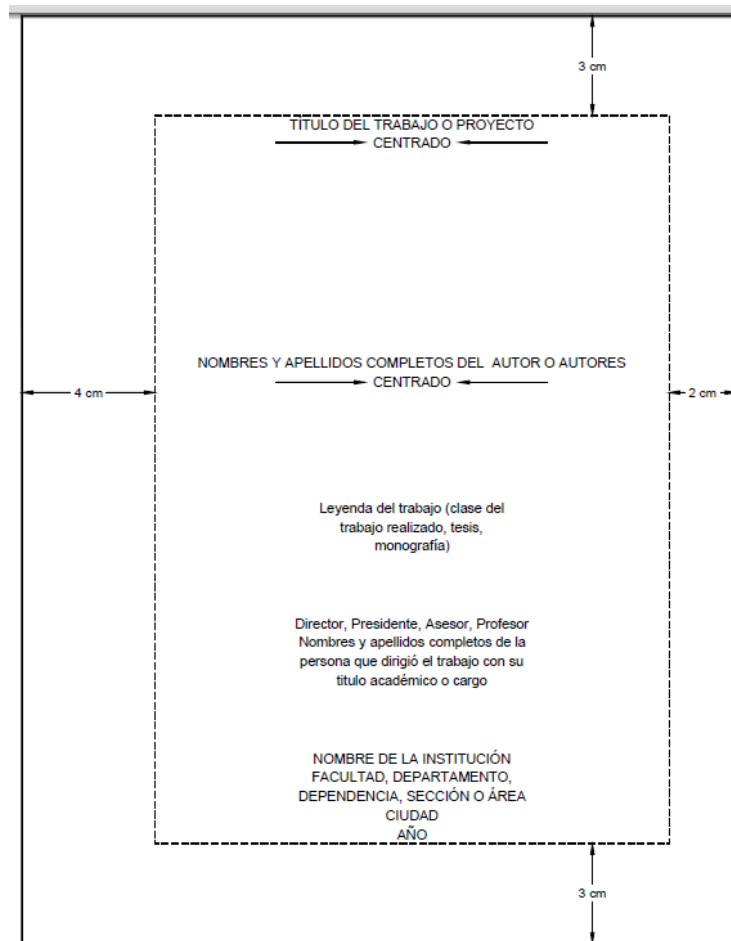 3 cm
TITULO DEL TRABAJO O PROYECTO
CENTRADO
NOMBRES Y APELLIDOS COMPLETOS DEL AUTOR O AUTORES
CENTRADO
4 cm
2 cm
Leyenda del trabajo (clase del
trabajo realizado, tesis,
monografía)
Director, Presidente, Asesor, Profesor
Nombres y apellidos completos de la
persona que dirigió el trabajo con su
titulo académico o cargo
NOMBRE DE LA INSTITUCIÓN
FACULTAD, DEPARTAMENTO,
DEPENDENCIA, SECCIÓN O ÁREA
CIUDAD
AÑO
3 cm